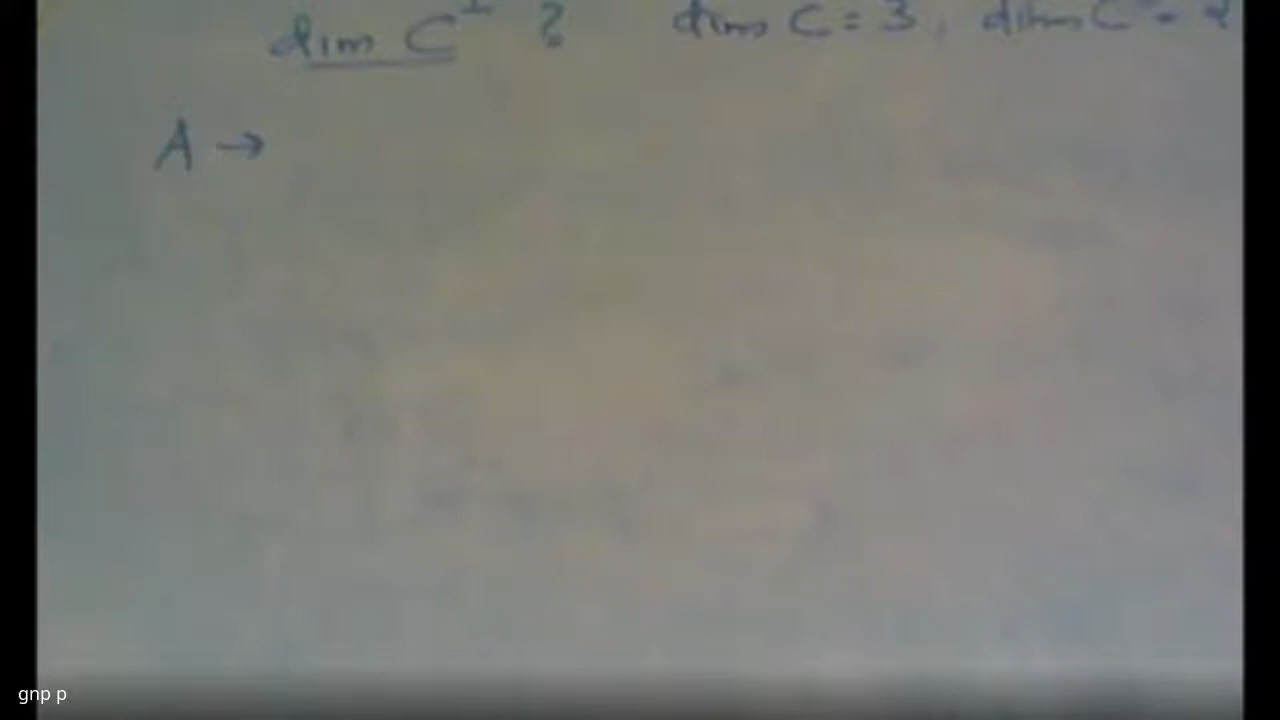 dim C⊥ ? dim C = 3, dim C⊥ = 2
A →
gnp p